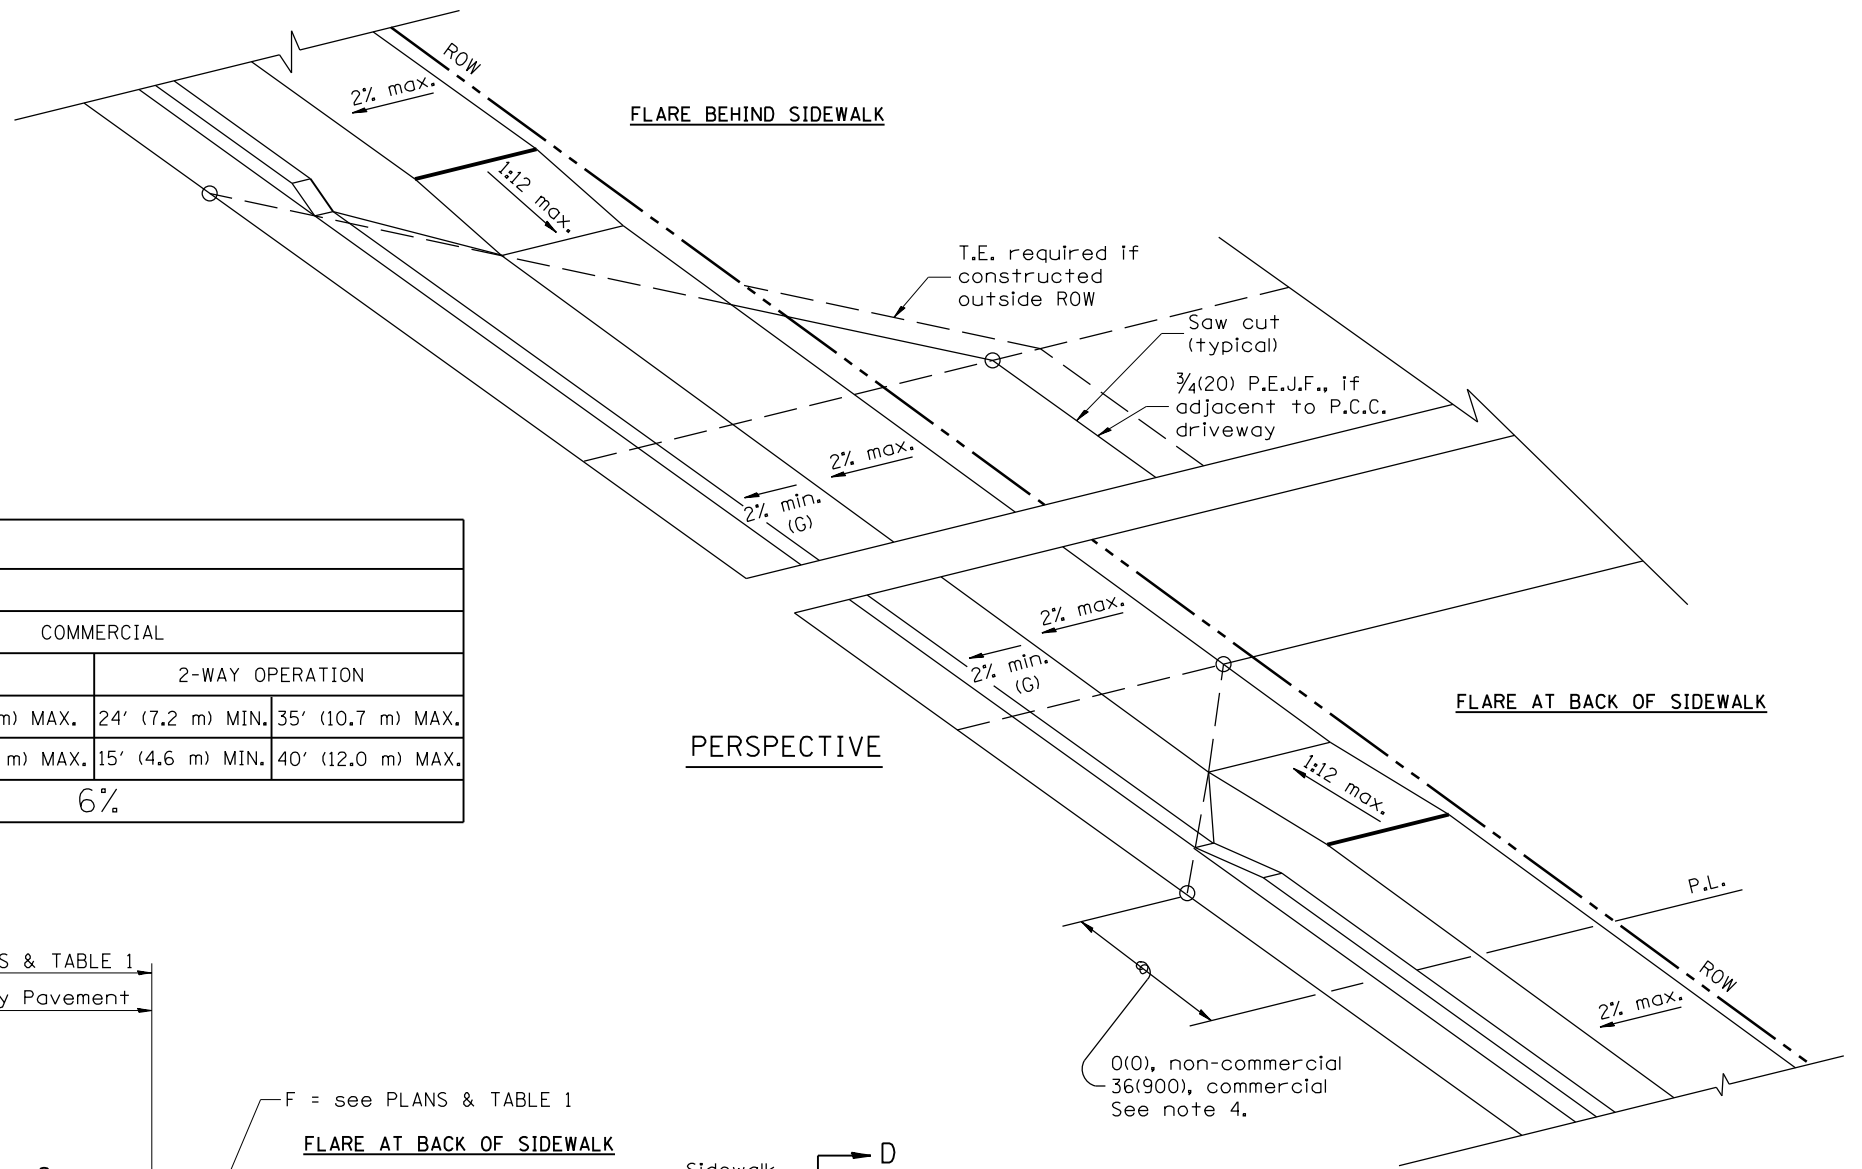 ROW
2% max.
FLARE BEHIND SIDEWALK
1:12 max.
T.E. required if
constructed
outside ROW
Saw cut
(typical)
3/4(20) P.E.J.F., if
adjacent to P.C.C.
driveway
2% max.
2% min.
(G)
COMMERCIAL
2-WAY OPERATION
m) MAX. 24' (7.2 m) MIN. 35' (10.7 m) MAX.
m) MAX. 15' (4.6 m) MIN. 40' (12.0 m) MAX.
6%
2% max.
2% min.
(G)
FLARE AT BACK OF SIDEWALK
PERSPECTIVE
1:12 max.
P.L.
ROW
2% max.
0(0), non-commercial
36(900), commercial
See note 4.
S & TABLE 1
y Pavement
F = see PLANS & TABLE 1
FLARE AT BACK OF SIDEWALK
D
Sidewalk